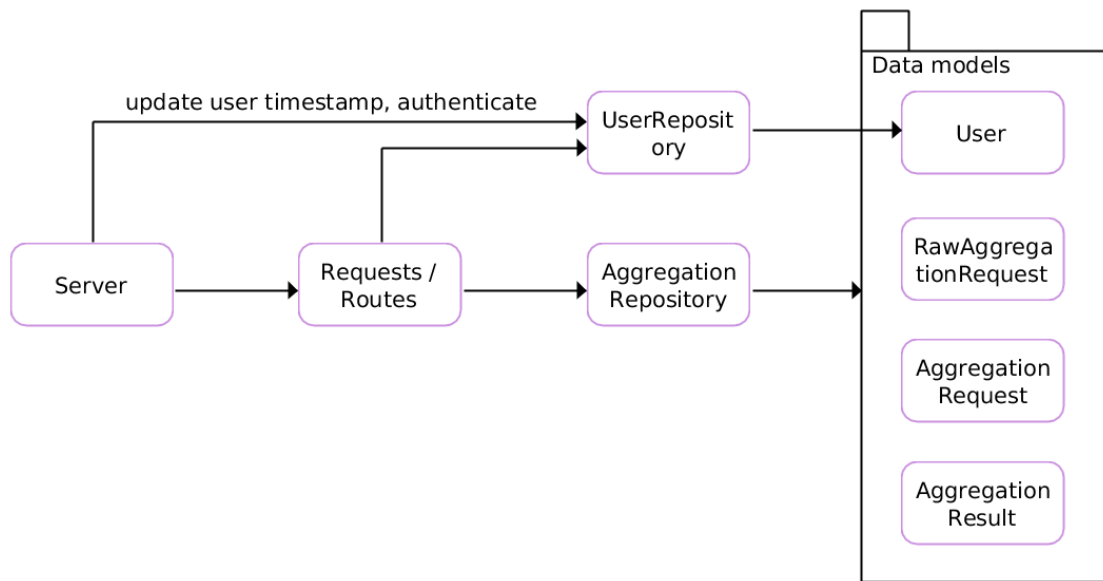 Data models
update user timestamp, authenticate
UserReposit
ory
User
Server
Requests /
Routes
Aggregation
Repository
RawAggrega
tionRequest
Aggregation
Request
Aggregation
Result